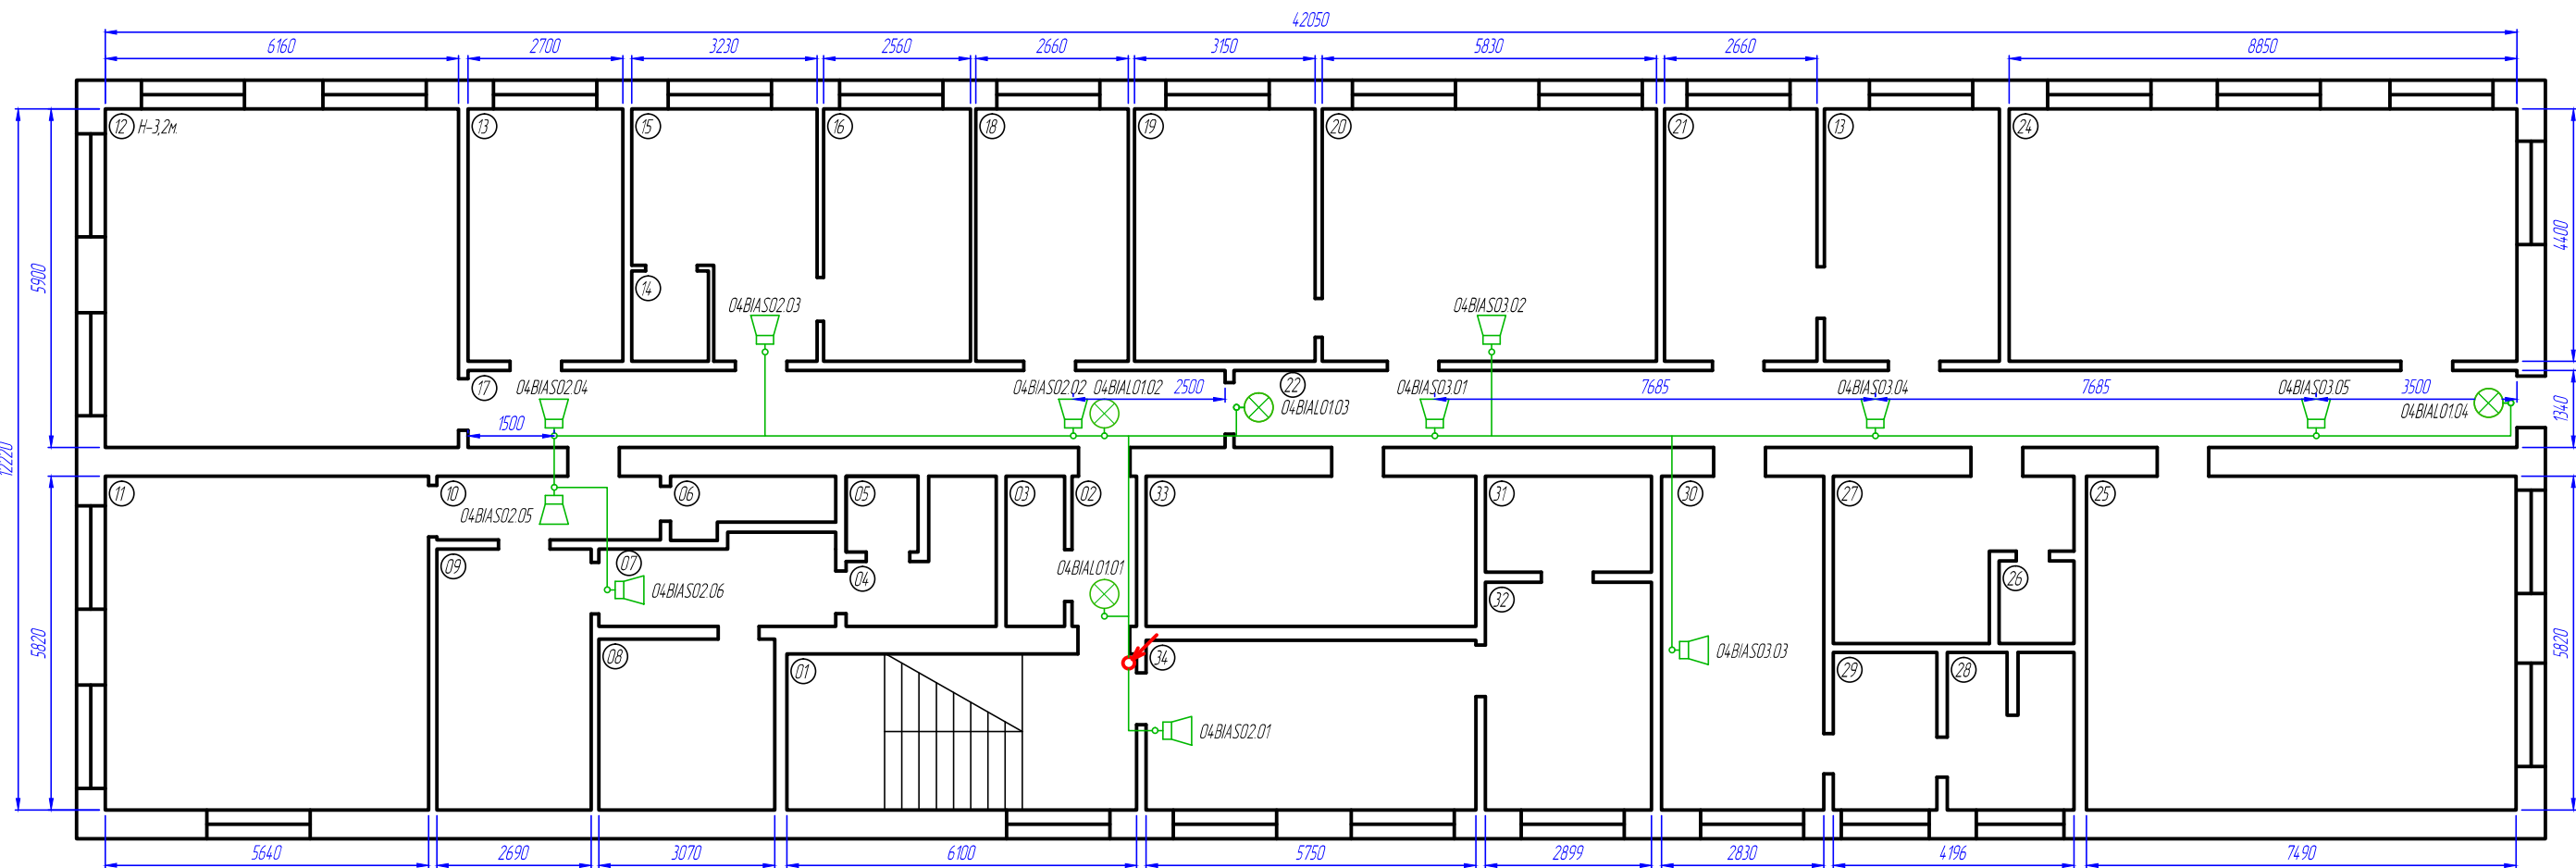 42050
6160 2700 3230 2560 2660 3150 5830 2660 8850
12 H-3,2м. 13 15 16 18 19 20 21 13 24
5900
4400
14
04BIAS02.03 04BIAS03.02
17 04BIAS02.04 04BIAS02.02 04BIAL01.02 2500 22 04BIAL01.03 04BIAS03.01 7685 04BIAS03.04 7685 04BIAS03.05 3500 04BIAL01.04
1500
1340
12220
11 10 06 05 03 02 33 31 30 27 25
04BIAS02.05
09 07 04 04BIAL01.01 26
04BIAS02.06 32
5820
5820
08 01 34 04BIAS03.03 29 28
04BIAS02.01
5640 2690 3070 6100 5750 2899 2830 4196 7490